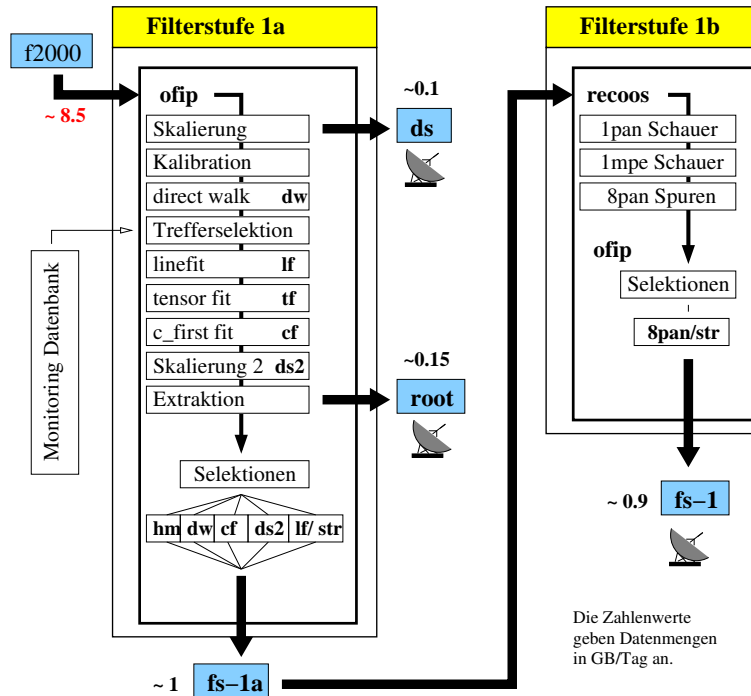 Filterstufe 1a
f2000
~ 8.5
ofip
Skalierung
Kalibration
direct walk dw
Trefferselektion
linefit lf
tensor fit tf
c_first fit cf
Skalierung 2 ds2
Extraktion
Selektionen
hm dw cf ds2 lf/ str
Monitoring Datenbank
~0.1
ds
~0.15
root
~ 1 fs−1a
Filterstufe 1b
recoos
1pan Schauer
1mpe Schauer
8pan Spuren
ofip
Selektionen
8pan/str
~ 0.9 fs−1
Die Zahlenwerte
geben Datenmengen
in GB/Tag an.